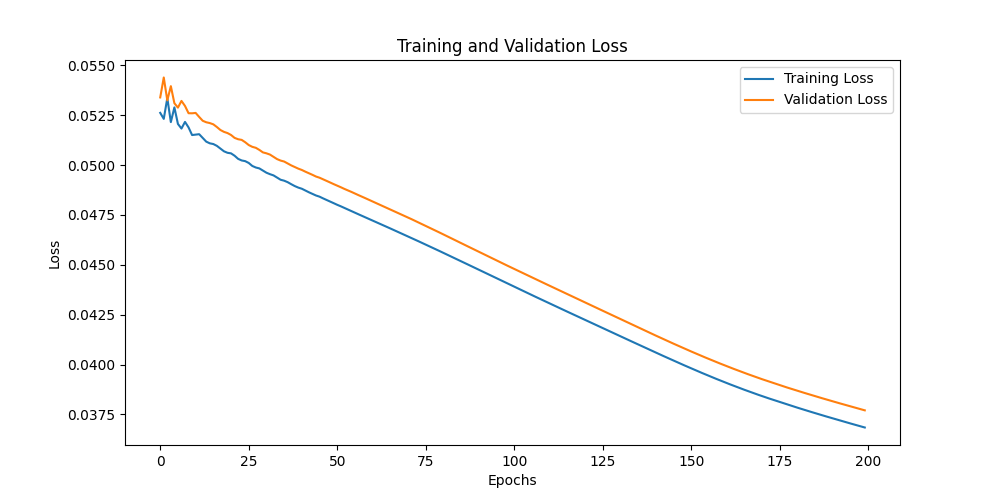 Training and Validation Loss
Training Loss
Validation Loss
0.0550
0.0525
0.0500
0.0475
0.0450
0.0425
0.0400
0.0375
Loss
0 25 50 75 100 125 150 175 200
Epochs